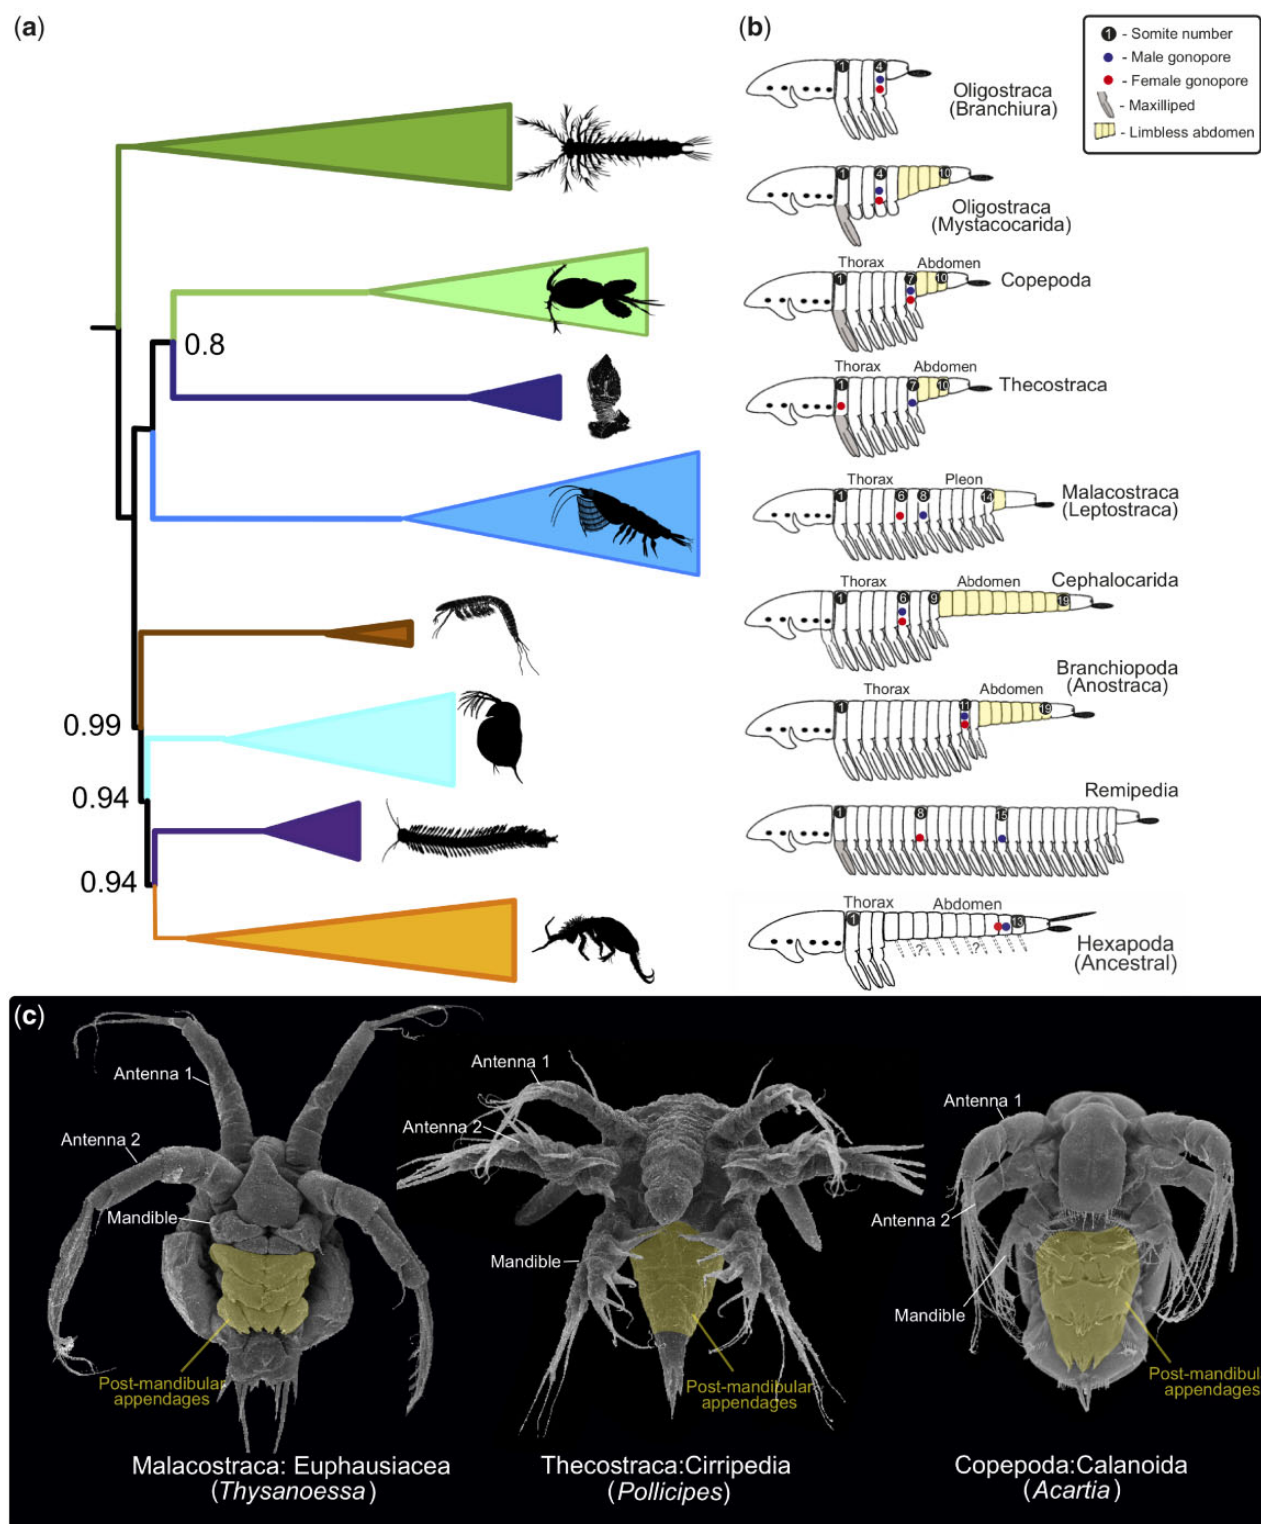 (a)
0.8
0.99
0.94
0.94
(b)
1 - Somite number
- Male gonopore
- Female gonopore
- Maxilliped
- Limbless abdomen
1 4
Oligostraca
(Branchiura)
1 4 10
Oligostraca
(Mystacocarida)
Thorax Abdomen
1 7 10
Copepoda
Thorax Abdomen
1 7 10
Thecostraca
Thorax Pleon
1 6 8 14
Malacostraca
(Leptostraca)
Thorax Abdomen
1 6 9 19
Cephalocarida
Thorax Abdomen
1 11 19
Branchiopoda
(Anostraca)
1 8 15
Remipedia
Thorax Abdomen
1 13
? ?
Hexapoda
(Ancestral)
(c)
Antenna 1
Antenna 2
Mandible
Post-mandibular
appendages
Malacostraca: Euphausiacea
(Thysanoessa)
Antenna 1
Antenna 2
Mandible
Post-mandibular
appendages
Thecostraca:Cirripedia
(Pollicipes)
Antenna 1
Antenna 2
Mandible
Post-mandibula
appendages
Copepoda:Calanoida
(Acartia)